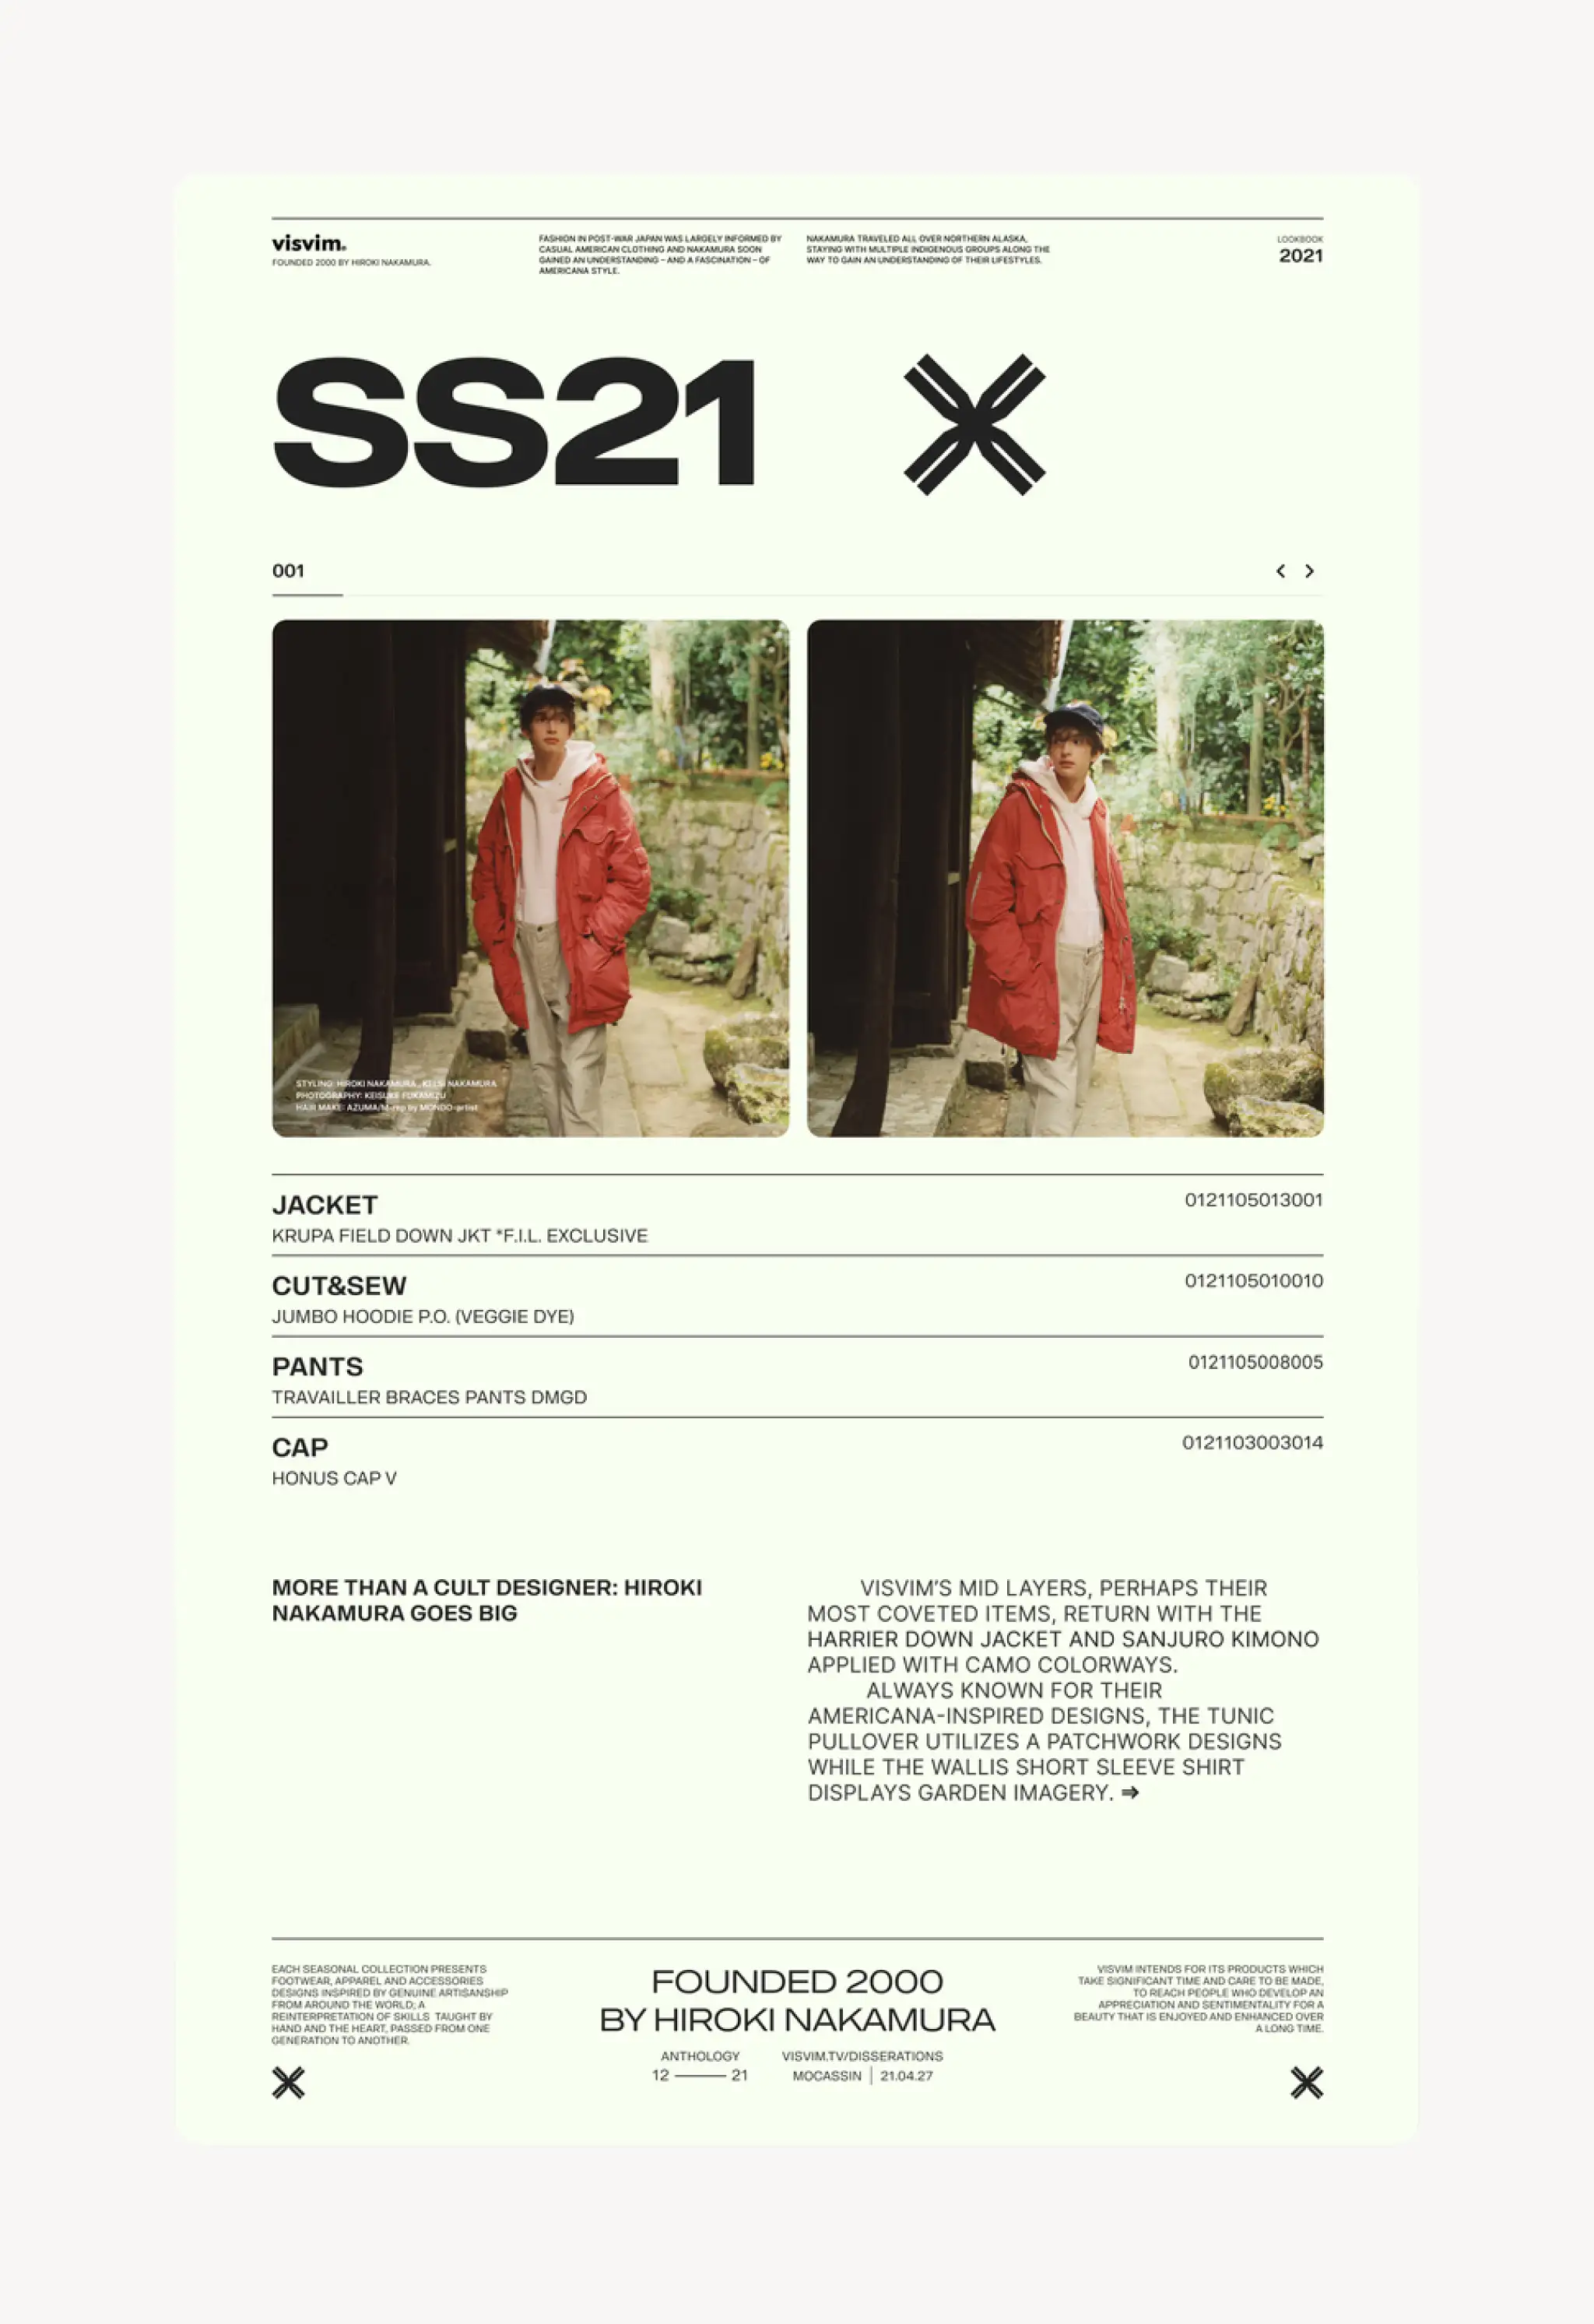 visvim.
FOUNDED 2000 BY HIROKI NAKAMURA.
FASHION IN POST-WAR JAPAN WAS LARGELY INFORMED BY
CASUAL AMERICAN CLOTHING AND NAKAMURA SOON
GAINED AN UNDERSTANDING – AND A FASCINATION – OF
AMERICANA STYLE.
NAKAMURA TRAVELED ALL OVER NORTHERN ALASKA,
STAYING WITH MULTIPLE INDIGENOUS GROUPS ALONG THE
WAY TO GAIN AN UNDERSTANDING OF THEIR LIFESTYLES.
LOOKBOOK
2021
SS21
001
STYLING: HIROKI NAKAMURA , KELSI NAKAMURA
PHOTOGRAPHY: KEISUKE FUKAMIZU
HAIR MAKE: AZUMA/M-rep by MONDO-artist
JACKET
0121105013001
KRUPA FIELD DOWN JKT *F.I.L. EXCLUSIVE
CUT&SEW
0121105010010
JUMBO HOODIE P.O. (VEGGIE DYE)
PANTS
0121105008005
TRAVAILLER BRACES PANTS DMGD
CAP
0121103003014
HONUS CAP V
MORE THAN A CULT DESIGNER: HIROKI
NAKAMURA GOES BIG
VISVIM'S MID LAYERS, PERHAPS THEIR
MOST COVETED ITEMS, RETURN WITH THE
HARRIER DOWN JACKET AND SANJURO KIMONO
APPLIED WITH CAMO COLORWAYS.
ALWAYS KNOWN FOR THEIR
AMERICANA-INSPIRED DESIGNS, THE TUNIC
PULLOVER UTILIZES A PATCHWORK DESIGNS
WHILE THE WALLIS SHORT SLEEVE SHIRT
DISPLAYS GARDEN IMAGERY. ⇒
EACH SEASONAL COLLECTION PRESENTS
FOOTWEAR, APPAREL AND ACCESSORIES
DESIGNS INSPIRED BY GENUINE ARTISANSHIP
FROM AROUND THE WORLD; A
REINTERPRETATION OF SKILLS TAUGHT BY
HAND AND THE HEART, PASSED FROM ONE
GENERATION TO ANOTHER.
FOUNDED 2000
BY HIROKI NAKAMURA
ANTHOLOGY
12 — 21
VISVIM.TV/DISSERATIONS
MOCASSIN | 21.04.27
VISVIM INTENDS FOR ITS PRODUCTS WHICH
TAKE SIGNIFICANT TIME AND CARE TO BE MADE,
TO REACH PEOPLE WHO DEVELOP AN
APPRECIATION AND SENTIMENTALITY FOR A
BEAUTY THAT IS ENJOYED AND ENHANCED OVER
A LONG TIME.